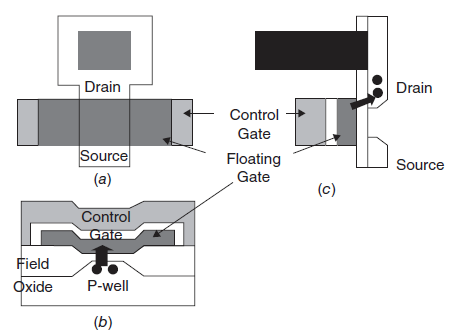 Drain
Source
(a)
Control
Gate
Floating
Gate
Drain
Source
(c)
Control
Gate
Field
Oxide
P-well
(b)